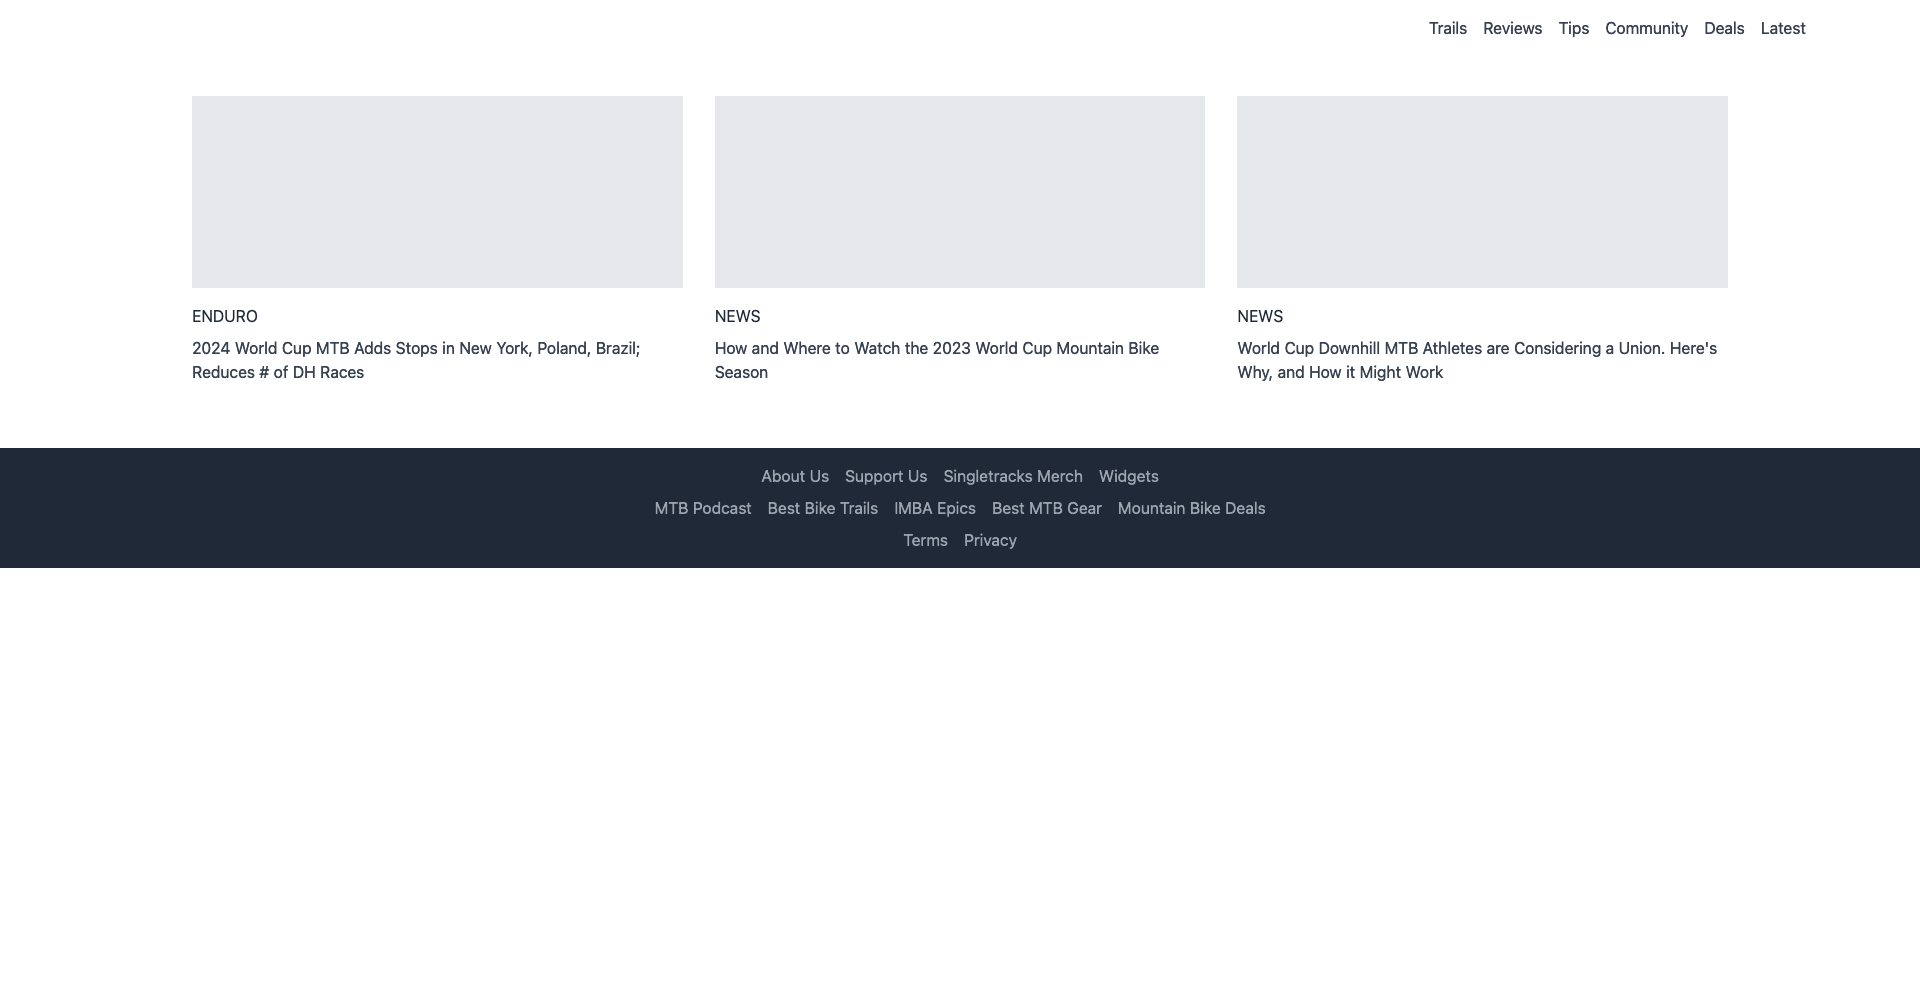 Trails Reviews Tips Community Deals Latest
ENDURO
2024 World Cup MTB Adds Stops in New York, Poland, Brazil;
Reduces # of DH Races
NEWS
How and Where to Watch the 2023 World Cup Mountain Bike
Season
NEWS
World Cup Downhill MTB Athletes are Considering a Union. Here's
Why, and How it Might Work
About Us Support Us Singletracks Merch Widgets
MTB Podcast Best Bike Trails IMBA Epics Best MTB Gear Mountain Bike Deals
Terms Privacy